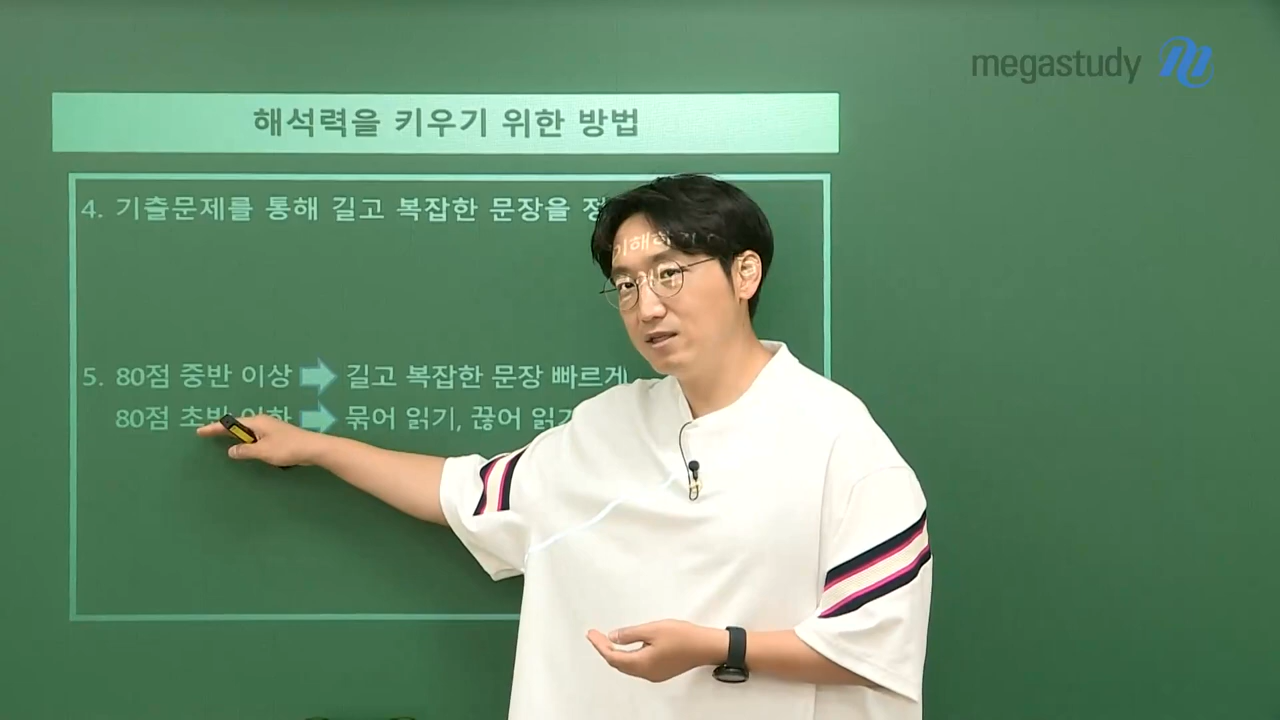 megastudy
해석력을 키우기 위한 방법
4. 기출문제를 통해 길고 복잡한 문장을
5. 80점 중반 이상 길고 복잡한 문장 빠르게
80점 초반 이하 묶어 읽기, 끊어